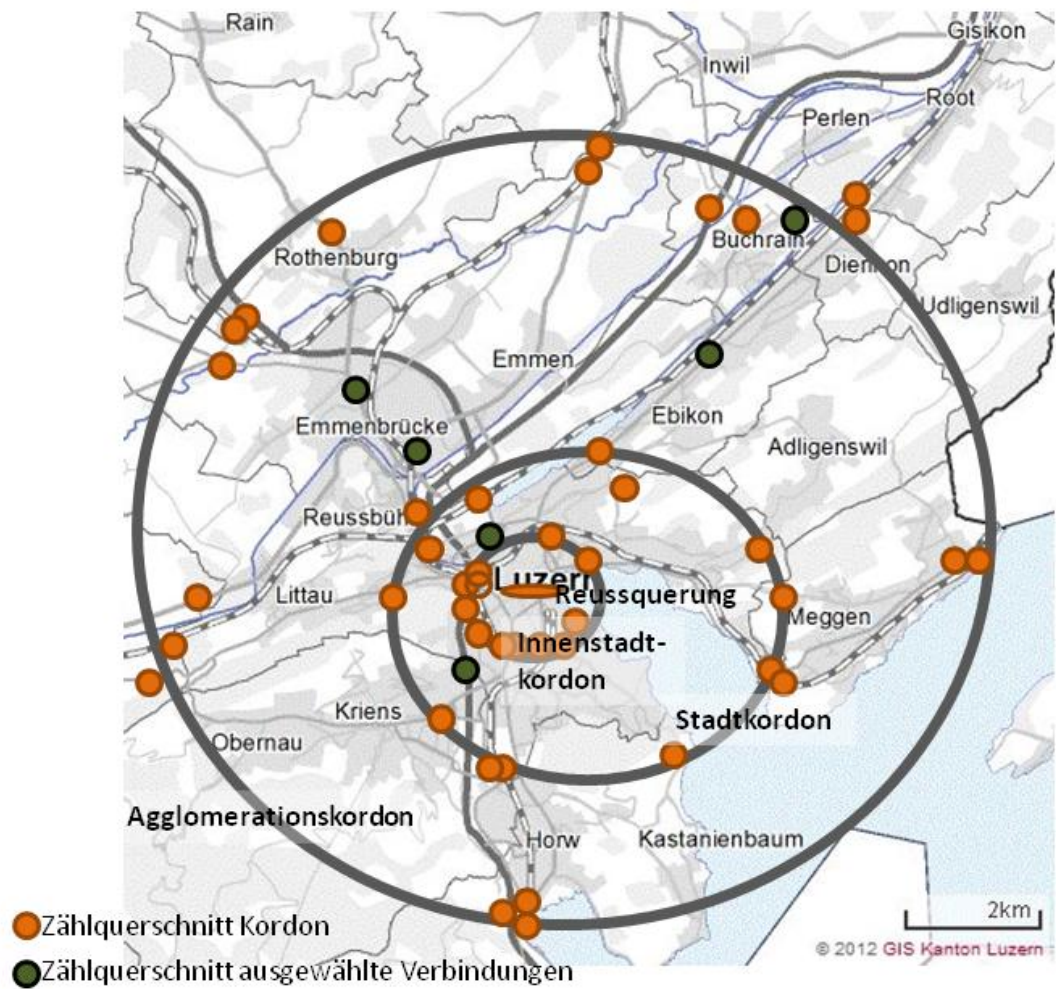 Rain
Gisikon
Inwil
Root
Perlen
Rothenburg
Buchrain
Dierikon
Udligenswil
Emmen
Ebikon
Emmenbrücke
Adligenswil
Reussbühl
Luzern
Littau
Reussquerung
Meggen
Innenstadt-
kordon
Kriens
Stadtkordon
Obernau
Agglomerationskordon
Horw
Kastanienbaum
2km
Zählquerschnitt Kordon
© 2012 GIS Kanton Luzern
Zählquerschnitt ausgewählte Verbindungen